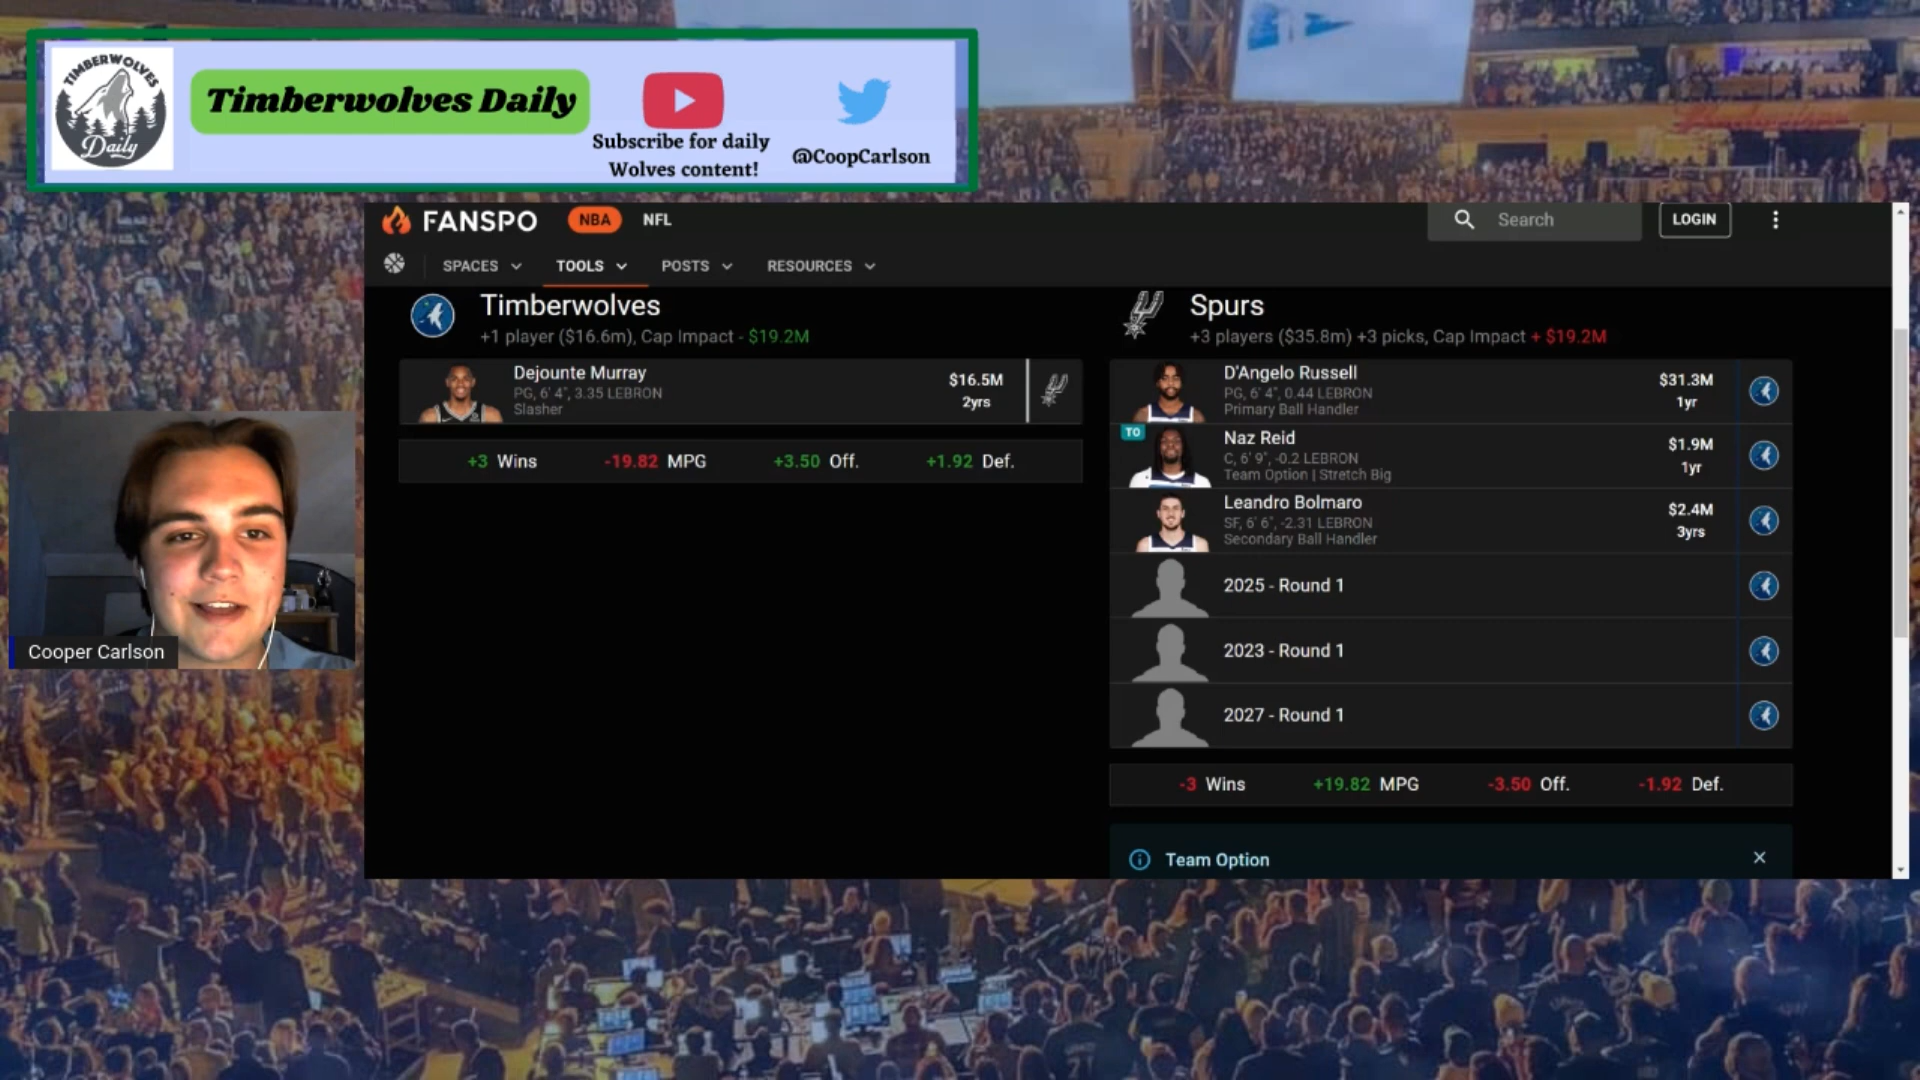 TIMBERWOLVES
Daily
Timberwolves Daily
Subscribe for daily
Wolves content!
@CoopCarlson
FANSPO
NBA
NFL
Search
LOGIN
SPACES
TOOLS
POSTS
RESOURCES
Timberwolves
+1 player ($16.6m), Cap Impact - $19.2M
Dejounte Murray
PG, 6' 4", 3.35 LEBRON
Slasher
$16.5M
2yrs
+3 Wins
-19.82 MPG
+3.50 Off.
+1.92 Def.
Spurs
+3 players ($35.8m) +3 picks, Cap Impact + $19.2M
D'Angelo Russell
PG, 6' 4", 0.44 LEBRON
Primary Ball Handler
$31.3M
1yr
TO
Naz Reid
C, 6' 9", -0.2 LEBRON
Team Option | Stretch Big
$1.9M
1yr
Leandro Bolmaro
SF, 6' 6", -2.31 LEBRON
Secondary Ball Handler
$2.4M
3yrs
2025 - Round 1
2023 - Round 1
2027 - Round 1
-3 Wins
+19.82 MPG
-3.50 Off.
-1.92 Def.
Team Option
Cooper Carlson